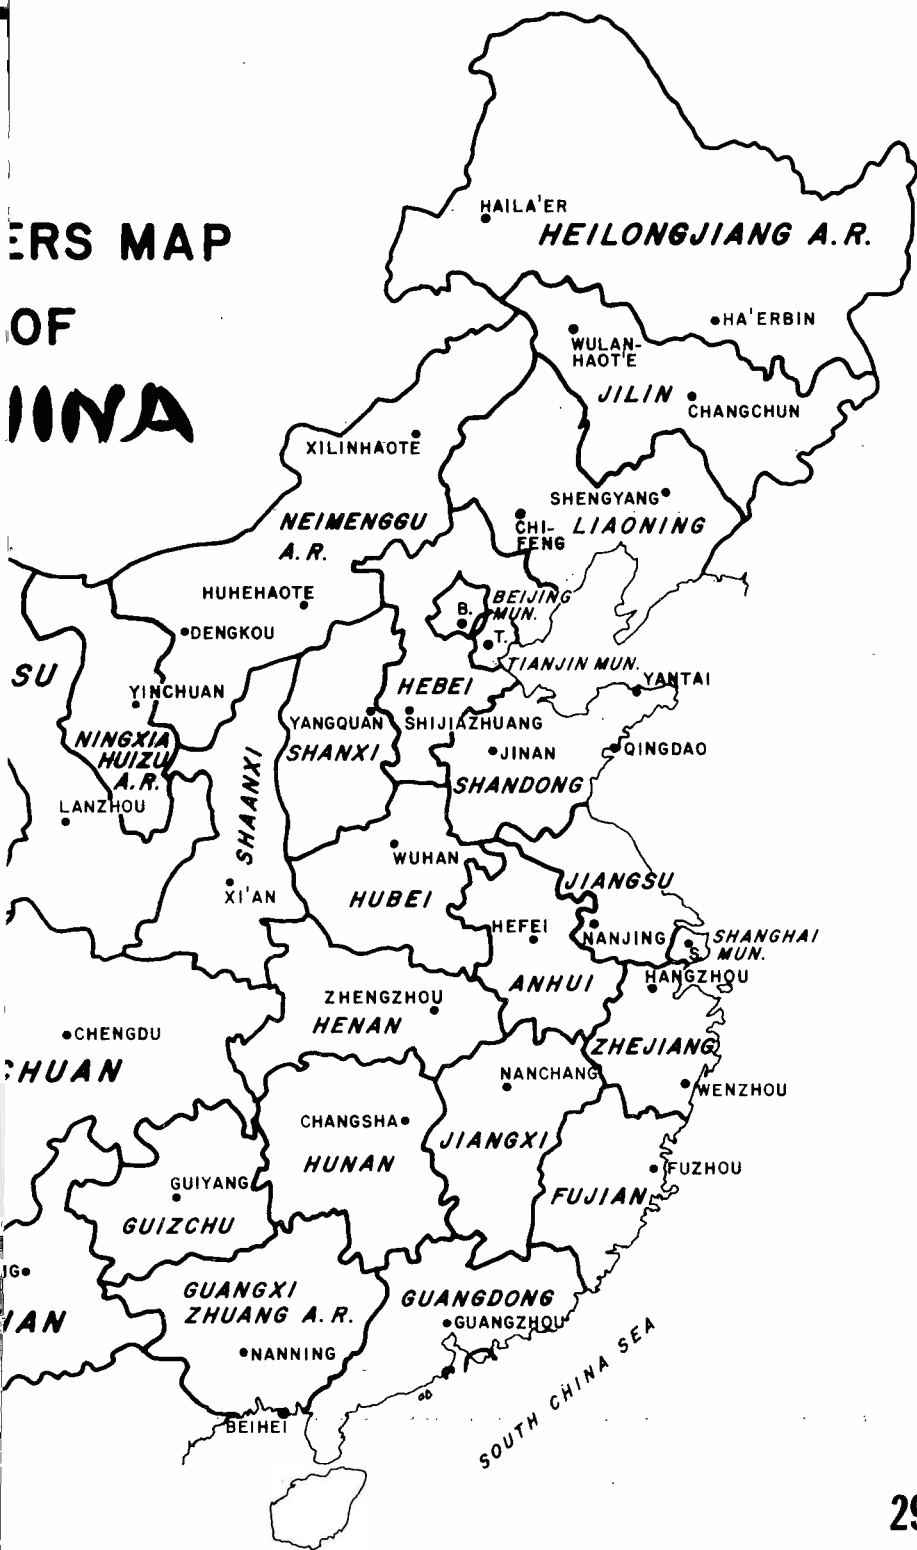 ERS MAP
OF
INA
HAILA'ER
HEILONGJIANG A.R.
HA'ERBIN
WULAN-
HAOT'E
JILIN
CHANGCHUN
XILINHAOTE
SHENGYANG
NEIMENGGU
A.R.
CHI-
FENG
LIAONING
HUHEHAOTE
BEIJING
MUN.
B.
DENGKOU
T.
TIANJIN MUN.
SU
YINCHUAN
HEBEI
YANTAI
YANGQUAN
SHIJIAZHUANG
NINGXIA
HUIZU
A.R.
SHANXI
JINAN
QINGDAO
SHAANXI
SHANDONG
LANZHOU
WUHAN
XI'AN
HUBEI
JIANGSU
HEFEI
NANJING
S.
SHANGHAI
MUN.
HANGZHOU
ANHUI
ZHENGZHOU
HENAN
CHENGDU
CHUAN
ZHEJIANG
NANCHANG
WENZHOU
CHANGSHA
HUNAN
JIANGXI
FUZHOU
GUIYANG
FUJIAN
GUIZCHU
G
GUANGXI
ZHUANG A.R.
GUANGDONG
GUANGZHOU
AN
NANNING
SOUTH CHINA SEA
BEIHEI
29